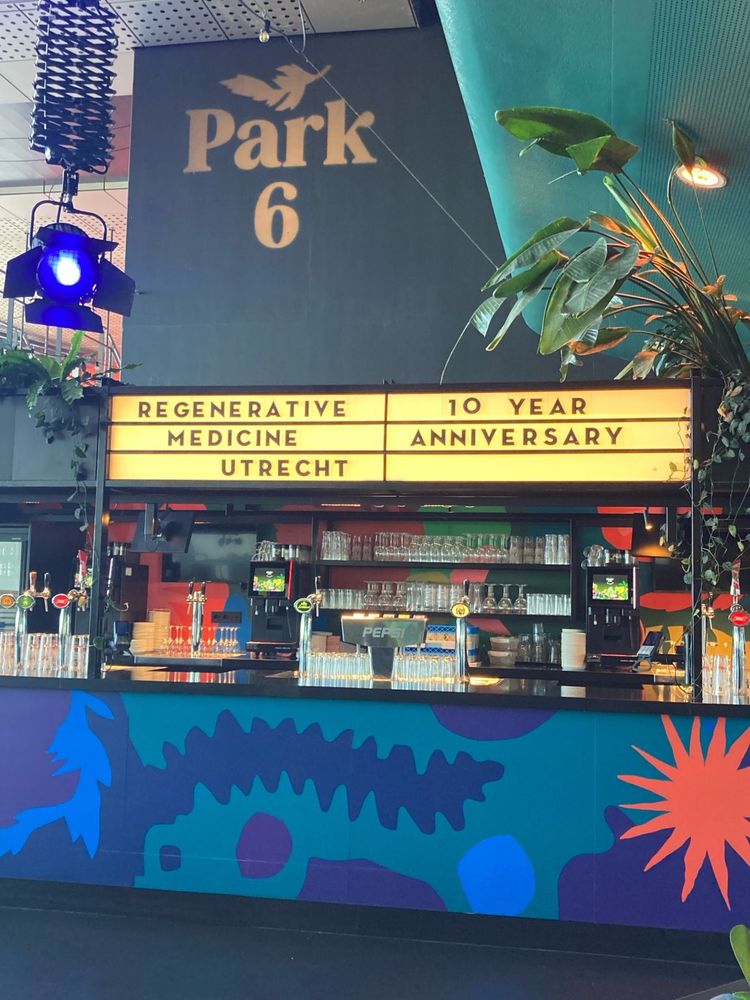 Park
6
REGENERATIVE
MEDICINE
UTRECHT
10 YEAR
ANNIVERSARY
PEPSI